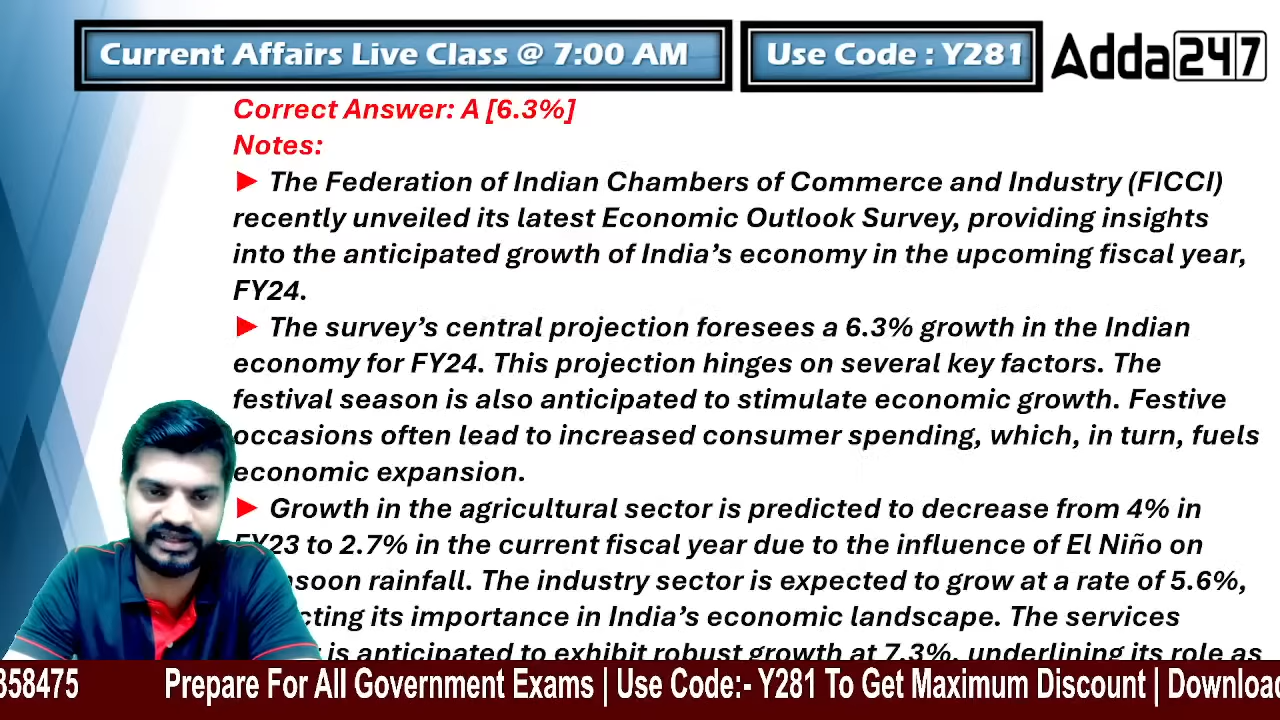 Current Affairs Live Class @ 7:00 AM
Use Code : Y281
Adda 247
Correct Answer: A [6.3%]
Notes:
► The Federation of Indian Chambers of Commerce and Industry (FICCI)
recently unveiled its latest Economic Outlook Survey, providing insights
into the anticipated growth of India’s economy in the upcoming fiscal year,
FY24.
► The survey’s central projection foresees a 6.3% growth in the Indian
economy for FY24. This projection hinges on several key factors. The
festival season is also anticipated to stimulate economic growth. Festive
occasions often lead to increased consumer spending, which, in turn, fuels
economic expansion.
► Growth in the agricultural sector is predicted to decrease from 4% in
FY23 to 2.7% in the current fiscal year due to the influence of El Niño on
rainfall. The industry sector is expected to grow at a rate of 5.6%,
its importance in India’s economic landscape. The services
is anticipated to exhibit robust growth at 7.3%, underlining its role as
358475 Prepare For All Government Exams | Use Code:- Y281 To Get Maximum Discount | Download